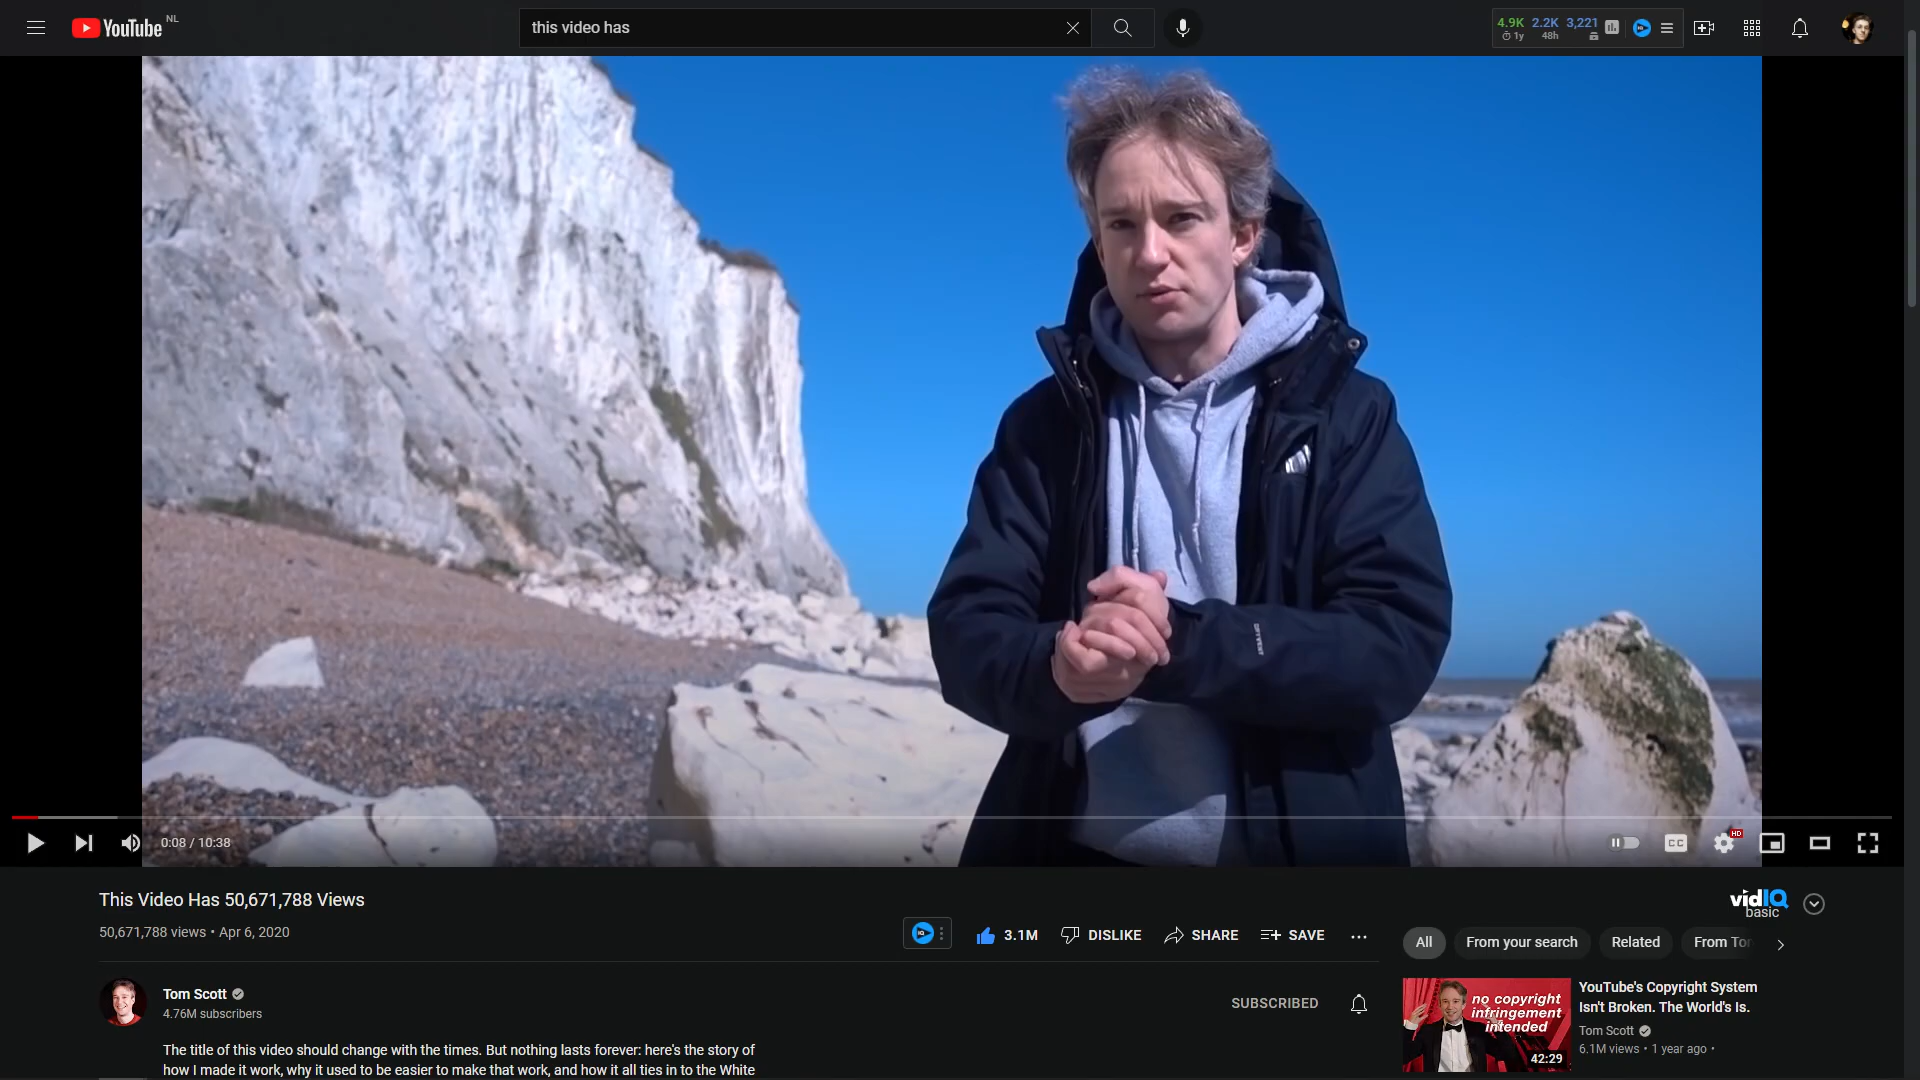 YouTube NL
this video has
4.9K 2.2K 3,221
1y 48h
0:08 / 10:38
CC
HD
This Video Has 50,671,788 Views
50,671,788 views • Apr 6, 2020
3.1M DISLIKE SHARE SAVE
Tom Scott
4.76M subscribers
SUBSCRIBED
The title of this video should change with the times. But nothing lasts forever: here's the story of
how I made it work, why it used to be easier to make that work, and how it all ties in to the White
vidIQ
basic
All From your search Related From Tor
no copyright
infringement
intended
42:29
YouTube's Copyright System
Isn't Broken. The World's Is.
Tom Scott
6.1M views • 1 year ago •